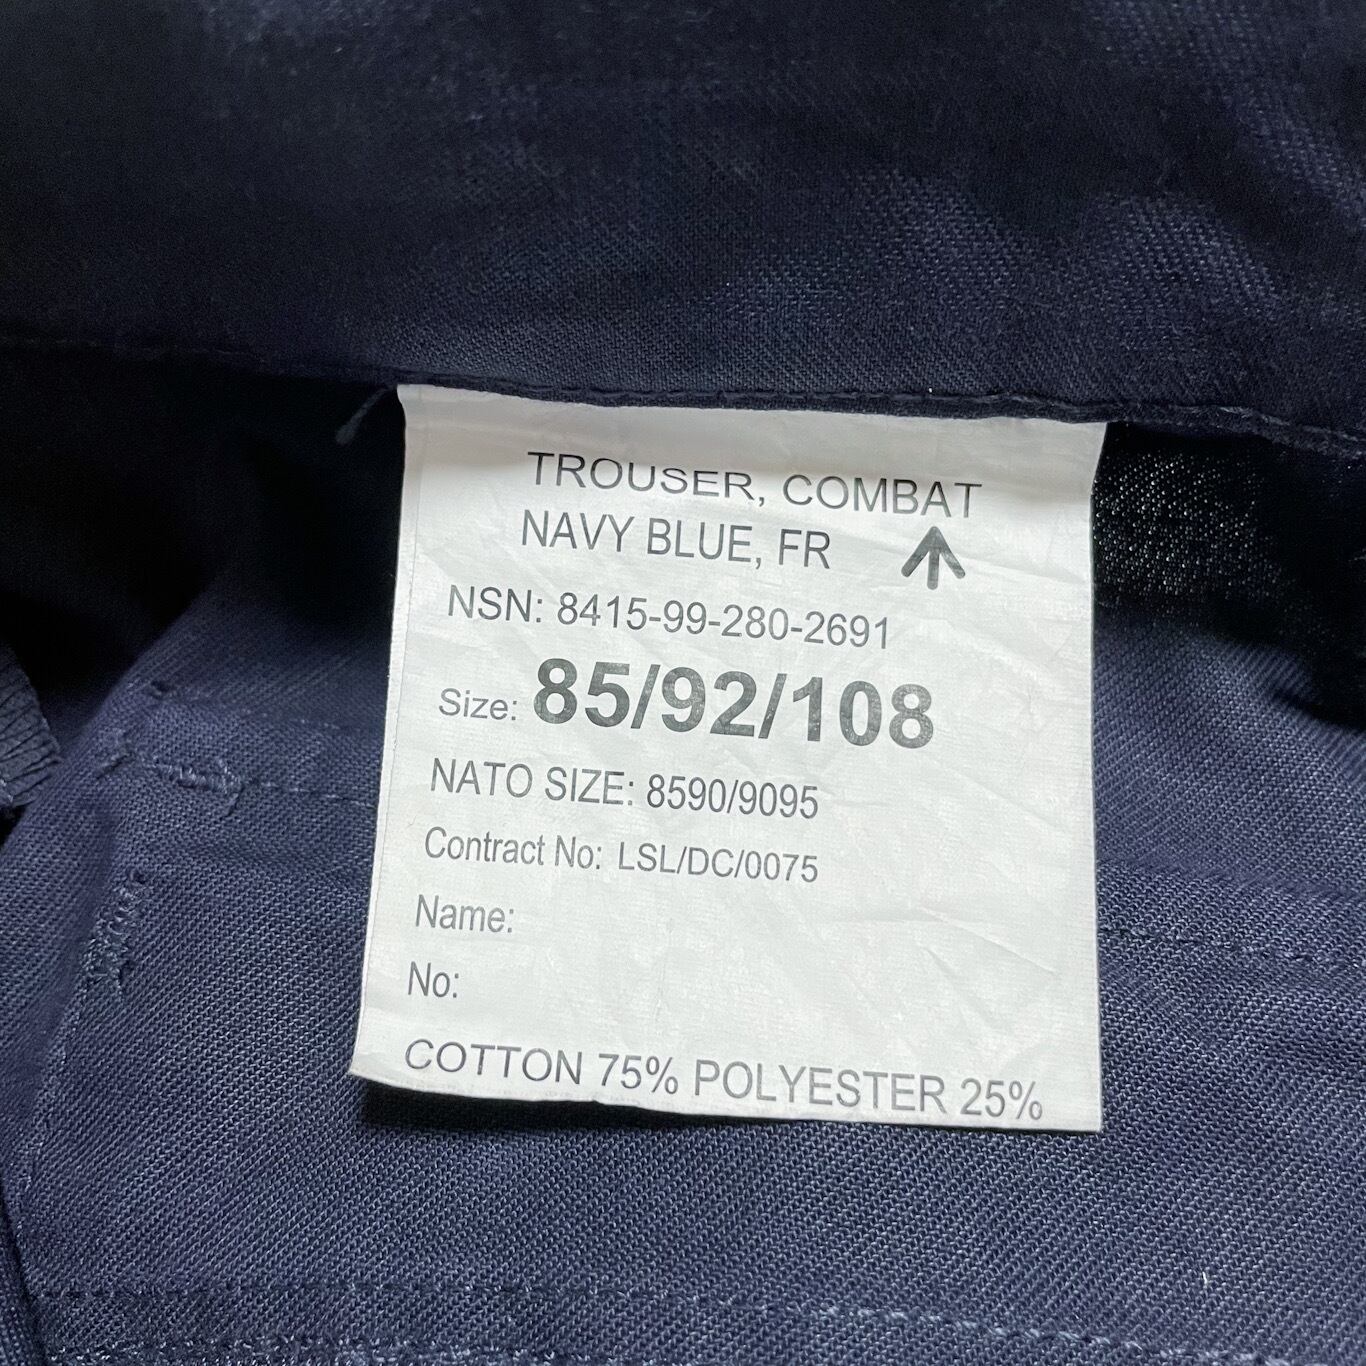 TROUSER, COMBAT
NAVY BLUE, FR
NSN: 8415-99-280-2691
Size: 85/92/108
NATO SIZE: 8590/9095
Contract No: LSL/DC/0075
Name:
No:
COTTON 75% POLYESTER 25%